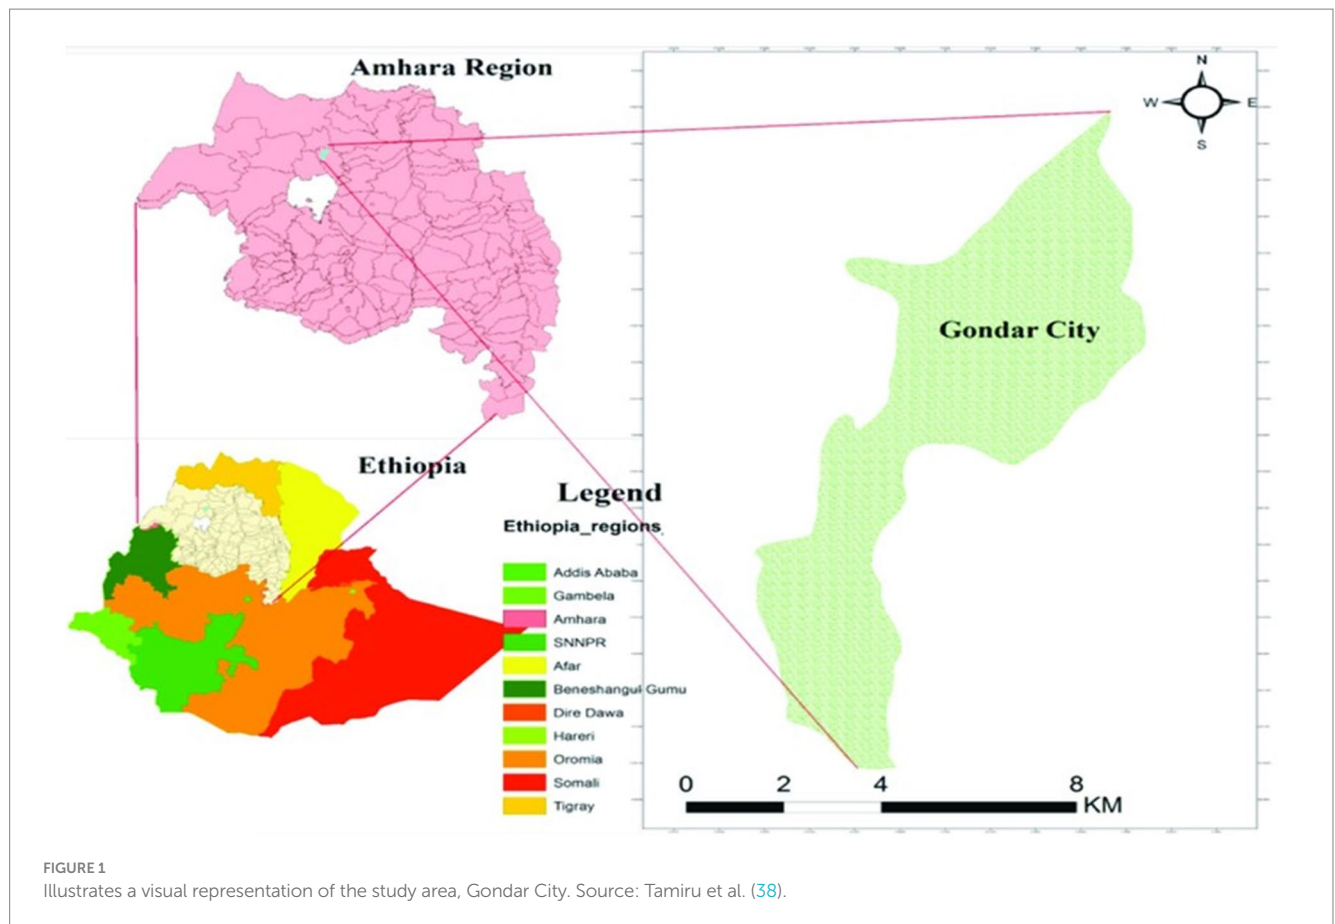 Amhara Region
N
W
E
S
Gondar City
Ethiopia
Legend
Ethiopia_regions
Addis Ababa
Gambela
Amhara
SNNPR
Afar
Beneshangul Gumu
Dire Dawa
Hareri
Oromia
Somali
Tigray
0 2 4 8 KM
FIGURE 1
Illustrates a visual representation of the study area, Gondar City. Source: Tamiru et al. (38).